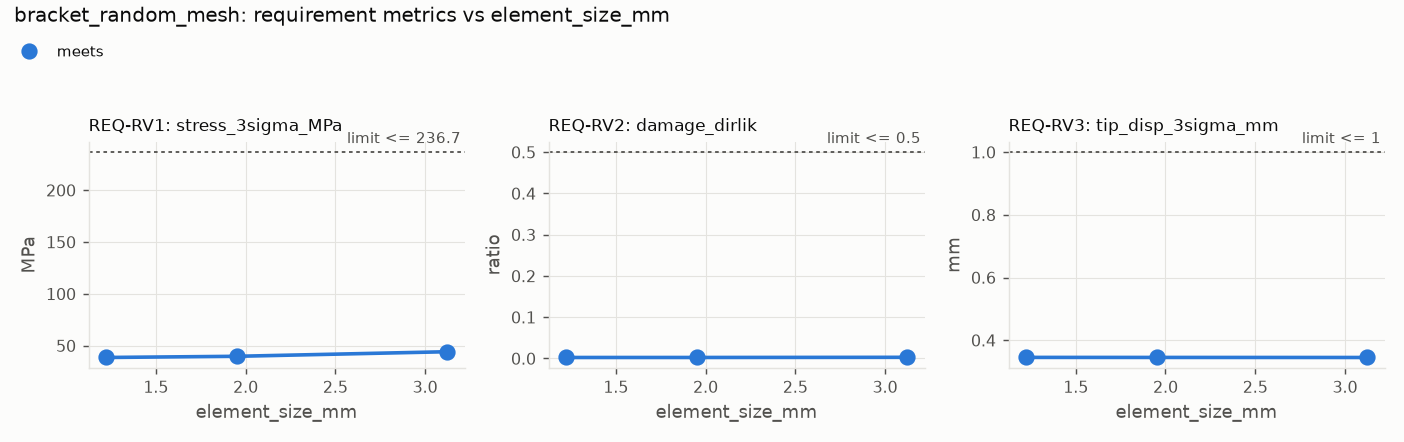 bracket_random_mesh: requirement metrics vs element_size_mm
meets
REQ-RV1: stress_3sigma_MPa
limit <= 236.7
200
150
100
50
MPa
1.5 2.0 2.5 3.0
element_size_mm
REQ-RV2: damage_dirlik
limit <= 0.5
0.5
0.4
0.3
0.2
0.1
0.0
ratio
1.5 2.0 2.5 3.0
element_size_mm
REQ-RV3: tip_disp_3sigma_mm
limit <= 1
1.0
0.8
0.6
0.4
mm
1.5 2.0 2.5 3.0
element_size_mm